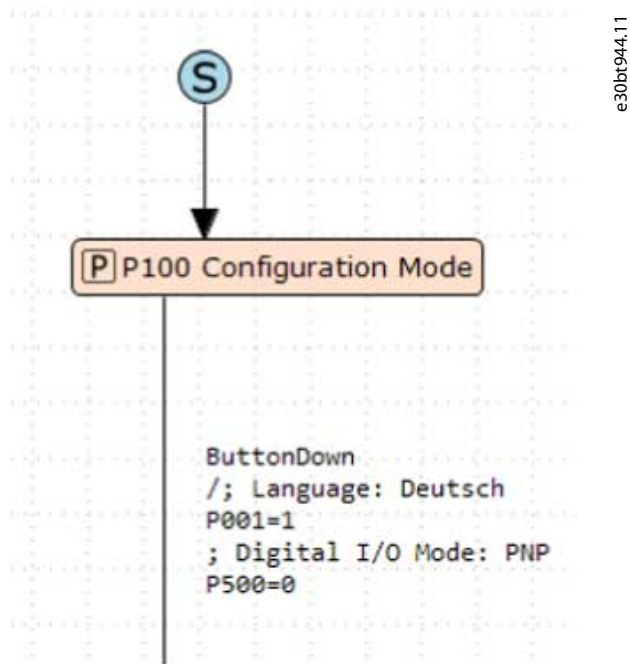 S
P P100 Configuration Mode
ButtonDown
/; Language: Deutsch
P001=1
; Digital I/O Mode: PNP
P500=0
e30bt944.11